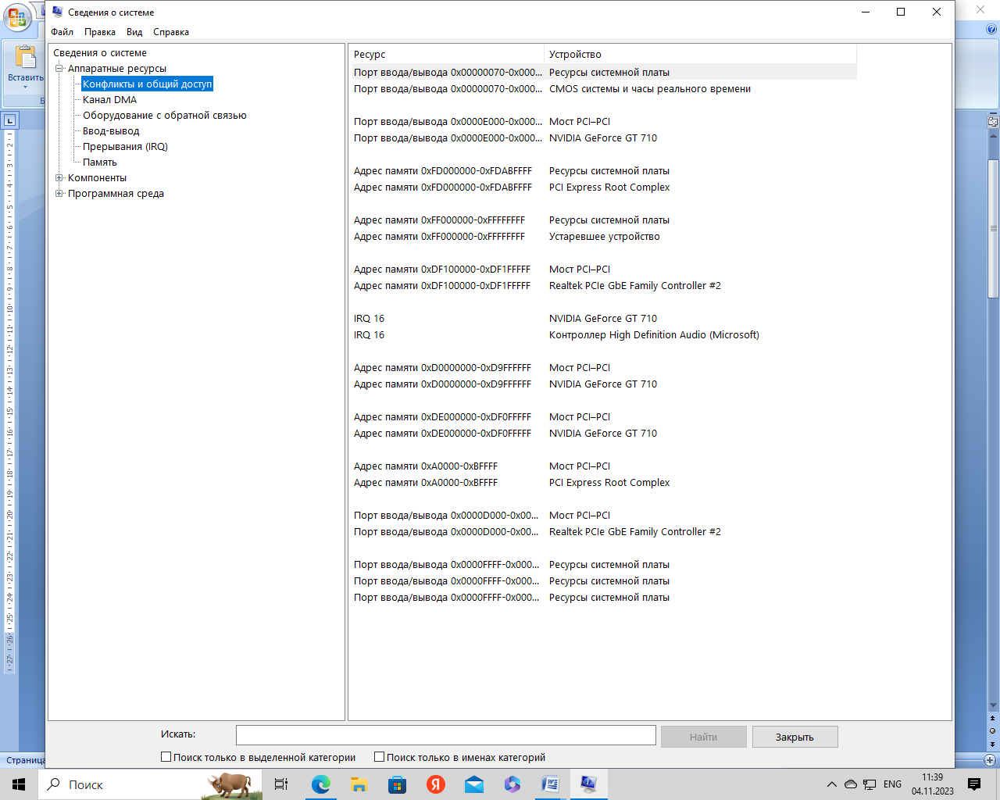 Сведения о системе
Файл Правка Вид Справка
Вставить
Сведения о системе
Аппаратные ресурсы
Конфликты и общий доступ
Канал DMA
Оборудование с обратной связью
Ввод-вывод
Прерывания (IRQ)
Память
Компоненты
Программная среда
Ресурс Устройство
Порт ввода/вывода 0x00000070-0x000... Ресурсы системной платы
Порт ввода/вывода 0x00000070-0x000... CMOS системы и часы реального времени
Порт ввода/вывода 0x0000E000-0x000... Мост PCI–PCI
Порт ввода/вывода 0x0000E000-0x000... NVIDIA GeForce GT 710
Адрес памяти 0xFD000000-0xFDABFFFF Ресурсы системной платы
Адрес памяти 0xFD000000-0xFDABFFFF PCI Express Root Complex
Адрес памяти 0xFF000000-0xFFFFFFFF Ресурсы системной платы
Адрес памяти 0xFF000000-0xFFFFFFFF Устаревшее устройство
Адрес памяти 0xDF100000-0xDF1FFFFF Мост PCI–PCI
Адрес памяти 0xDF100000-0xDF1FFFFF Realtek PCIe GbE Family Controller #2
IRQ 16 NVIDIA GeForce GT 710
IRQ 16 Контроллер High Definition Audio (Microsoft)
Адрес памяти 0xD0000000-0xD9FFFFFF Мост PCI–PCI
Адрес памяти 0xD0000000-0xD9FFFFFF NVIDIA GeForce GT 710
Адрес памяти 0xDE000000-0xDF0FFFFF Мост PCI–PCI
Адрес памяти 0xDE000000-0xDF0FFFFF NVIDIA GeForce GT 710
Адрес памяти 0xA0000-0xBFFFF Мост PCI–PCI
Адрес памяти 0xA0000-0xBFFFF PCI Express Root Complex
Порт ввода/вывода 0x0000D000-0x00... Мост PCI–PCI
Порт ввода/вывода 0x0000D000-0x00... Realtek PCIe GbE Family Controller #2
Порт ввода/вывода 0x0000FFFF-0x000... Ресурсы системной платы
Порт ввода/вывода 0x0000FFFF-0x000... Ресурсы системной платы
Порт ввода/вывода 0x0000FFFF-0x000... Ресурсы системной платы
Искать: Найти Закрыть
Поиск только в выделенной категории Поиск только в именах категорий
Страница
Поиск
ENG
11:39
04.11.2023